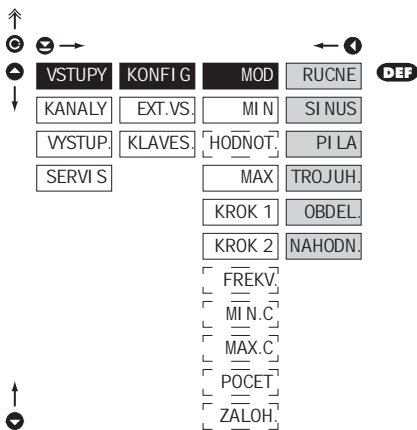 VSTUPY KONFIG MOD RUCNE DEF
KANALY EXT.VS. MIN SINUS
VYSTUP. KLAVES. HODNOT. PILA
SERVIS MAX TROJUH.
KROK 1 OBDEL.
KROK 2 NAHODN.
FREKV.
MIN.C
MAX.C
POCET
ZALOH.